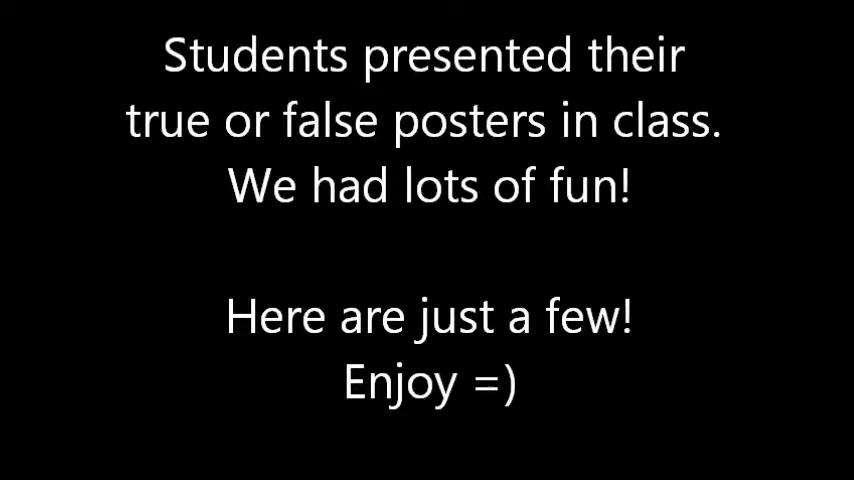 Students presented their
true or false posters in class.
We had lots of fun!
Here are just a few!
Enjoy =)